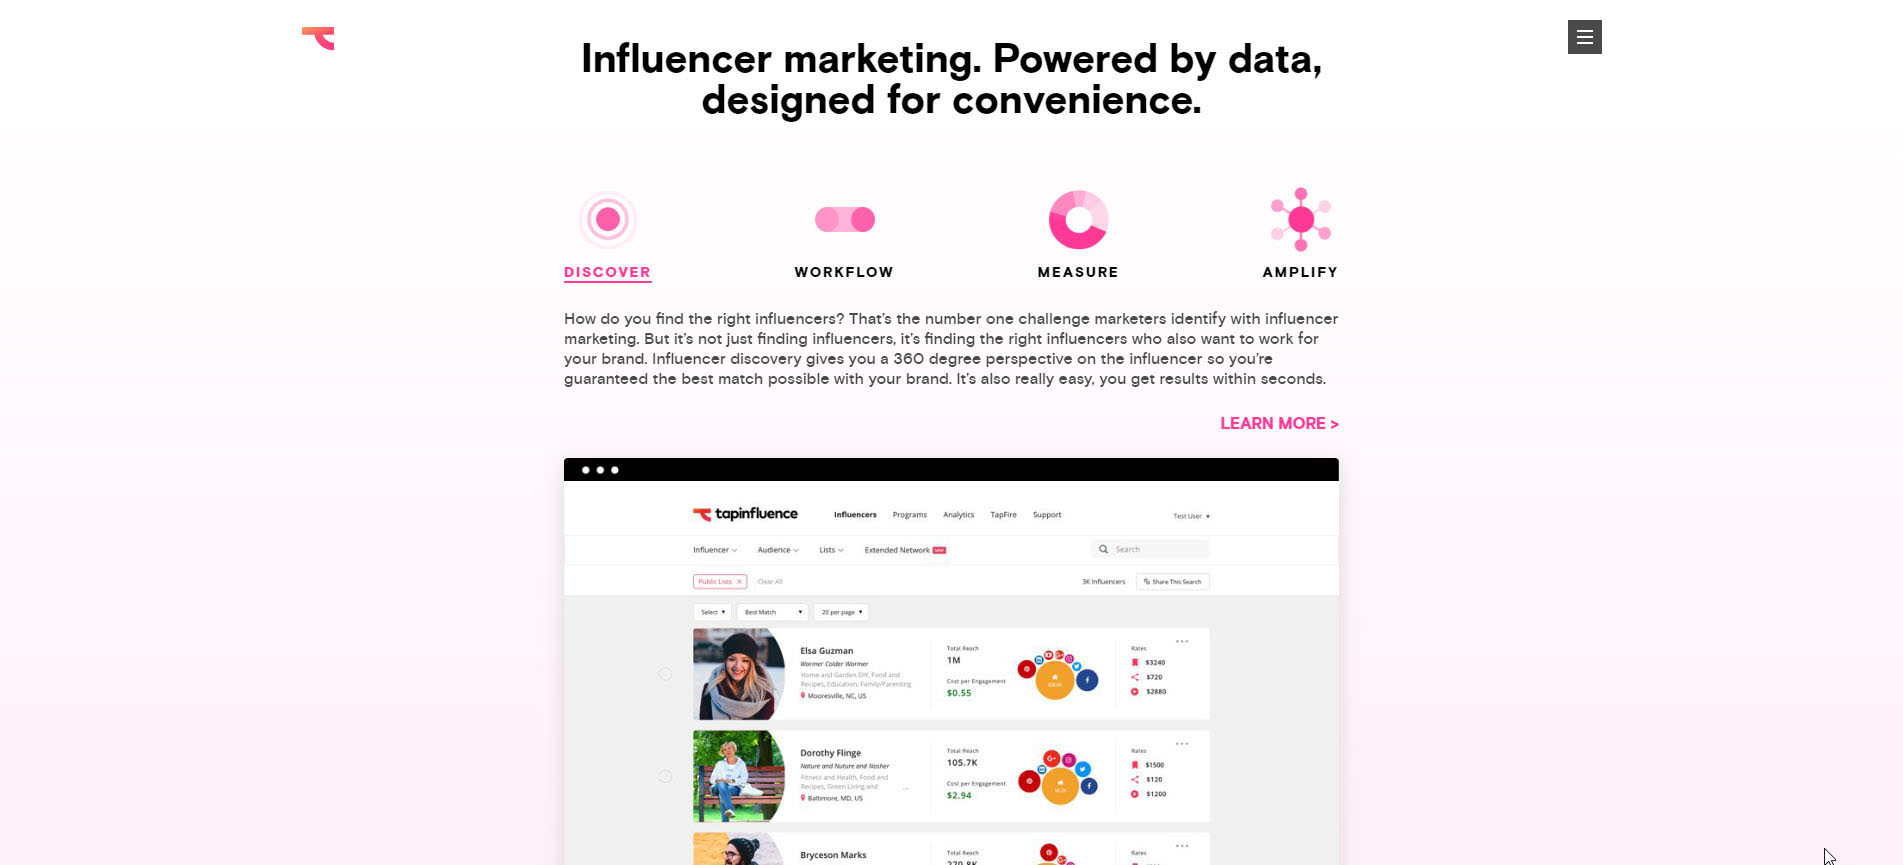 Influencer marketing. Powered by data,
designed for convenience.
DISCOVER
WORKFLOW
MEASURE
AMPLIFY
How do you find the right influencers? That's the number one challenge marketers identify with influencer
marketing. But it's not just finding influencers, it's finding the right influencers who also want to work for
your brand. Influencer discovery gives you a 360 degree perspective on the influencer so you're
guaranteed the best match possible with your brand. It's also really easy, you get results within seconds.
LEARN MORE >
tapinfluence
Influencers Programs Analytics TapFire Support
Test User
Influencer Audience Lists Extended Network NEW
Search
Public Lists × Clear All
3K Influencers
Share This Search
Select Best Match 20 per page
Elsa Guzman
Warmer Colder Warmer
Home and Garden DIY, Food and
Recipes, Education, Family/Parenting
Mooresville, NC, US
Total Reach
1M
Cost per Engagement
$0.55
Rates
$3240
$720
$2880
Dorothy Flinge
Nature and Nuture and Nosher
Fitness and Health, Food and
Recipes, Green Living and ...
Baltimore, MD, US
Total Reach
105.7K
Cost per Engagement
$2.94
Rates
$1500
$120
$1200
Bryceson Marks
Total Reach
270.8K
Rates